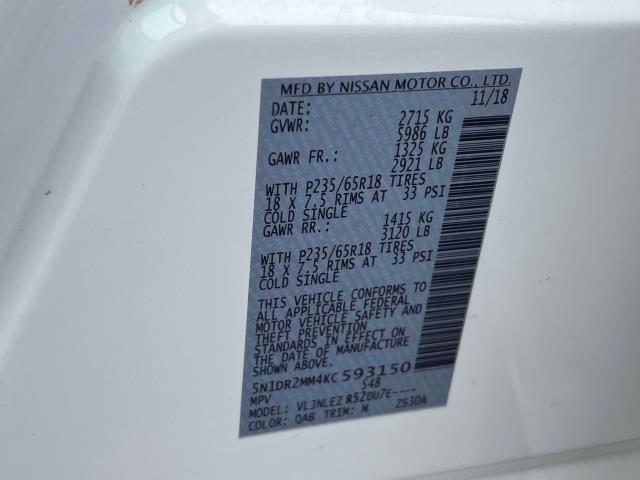 MFD BY NISSAN MOTOR CO., LTD.
DATE: 11/18
GVWR: 2715 KG
5986 LB
GAWR FR.: 1325 KG
2921 LB
WITH P235/65R18 TIRES
18 X 7.5 RIMS AT 33 PSI
COLD SINGLE
GAWR RR.: 1415 KG
3120 LB
WITH P235/65R18 TIRES
18 X 7.5 RIMS AT 33 PSI
COLD SINGLE
THIS VEHICLE CONFORMS TO
ALL APPLICABLE FEDERAL
MOTOR VEHICLE SAFETY AND
THEFT PREVENTION
STANDARDS IN EFFECT ON
THE DATE OF MANUFACTURE
SHOWN ABOVE.
5N1DR2MM4KC593150
MPV 548
MODEL: VLJNLEZ R52DU7E----
COLOR: QAB TRIM: M ZS30A